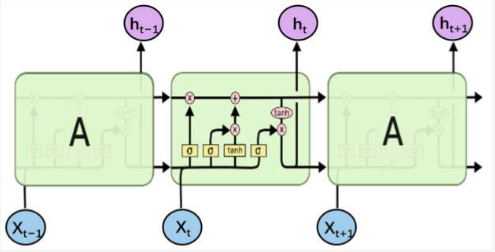 h t−1 h t h t+1
A × + tanh × × A
σ σ tanh σ
X t−1 X t X t+1